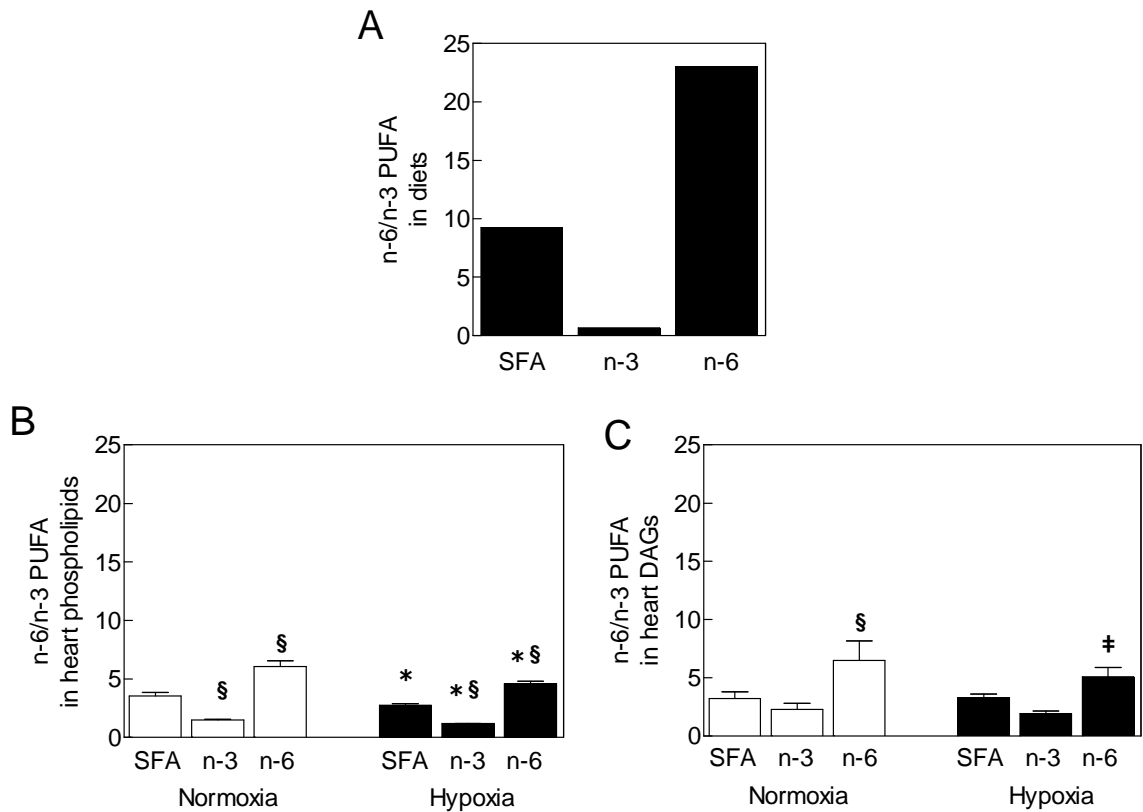 A
n-6/n-3 PUFA
in diets
25
20
15
10
5
0
SFA n-3 n-6
B
n-6/n-3 PUFA
in heart phospholipids
25
20
15
10
5
0
§
§
*
* §
* §
SFA n-3 n-6 SFA n-3 n-6
Normoxia Hypoxia
C
n-6/n-3 PUFA
in heart DAGs
25
20
15
10
5
0
§
‡
SFA n-3 n-6 SFA n-3 n-6
Normoxia Hypoxia